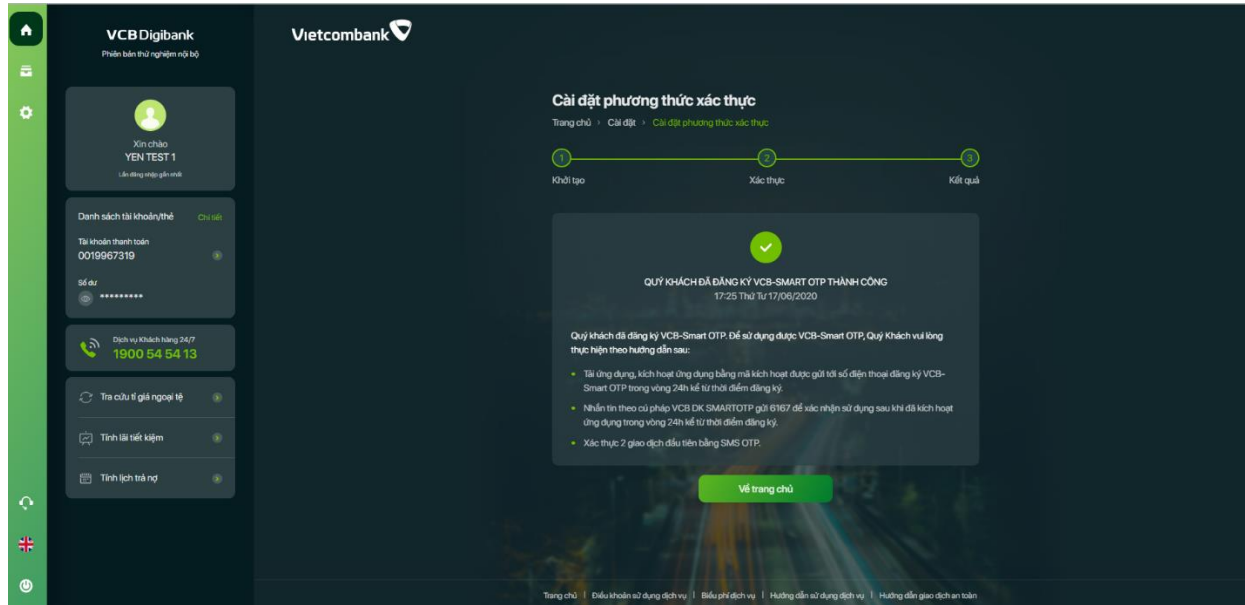 VCB Digibank
Phiên bản thử nghiệm nội bộ
Xin chào
YEN TEST 1
Lần đăng nhập gần nhất
Danh sách tài khoản/thẻ Chi tiết
Tài khoản thanh toán
0019967319
Số dư
*********
Dịch vụ Khách hàng 24/7
1900 54 54 13
Tra cứu tỉ giá ngoại tệ
Tính lãi tiết kiệm
Tính lịch trả nợ
Vietcombank
Cài đặt phương thức xác thực
Trang chủ > Cài đặt > Cài đặt phương thức xác thực
1 2 3
Khởi tạo Xác thực Kết quả
QUÝ KHÁCH ĐÃ ĐĂNG KÝ VCB-SMART OTP THÀNH CÔNG
17:25 Thứ Tư 17/06/2020
Quý khách đã đăng ký VCB-Smart OTP. Để sử dụng được VCB-Smart OTP, Quý Khách vui lòng
thực hiện theo hướng dẫn sau:
• Tải ứng dụng, kích hoạt ứng dụng bằng mã kích hoạt được gửi tới số điện thoại đăng ký VCB-
Smart OTP trong vòng 24h kể từ thời điểm đăng ký.
• Nhắn tin theo cú pháp VCB DK SMARTOTP gửi 6167 để xác nhận sử dụng sau khi đã kích hoạt
ứng dụng trong vòng 24h kể từ thời điểm đăng ký.
• Xác thực 2 giao dịch đầu tiên bằng SMS OTP.
Về trang chủ
Trang chủ | Điều khoản sử dụng dịch vụ | Biểu phí dịch vụ | Hướng dẫn sử dụng dịch vụ | Hướng dẫn giao dịch an toàn